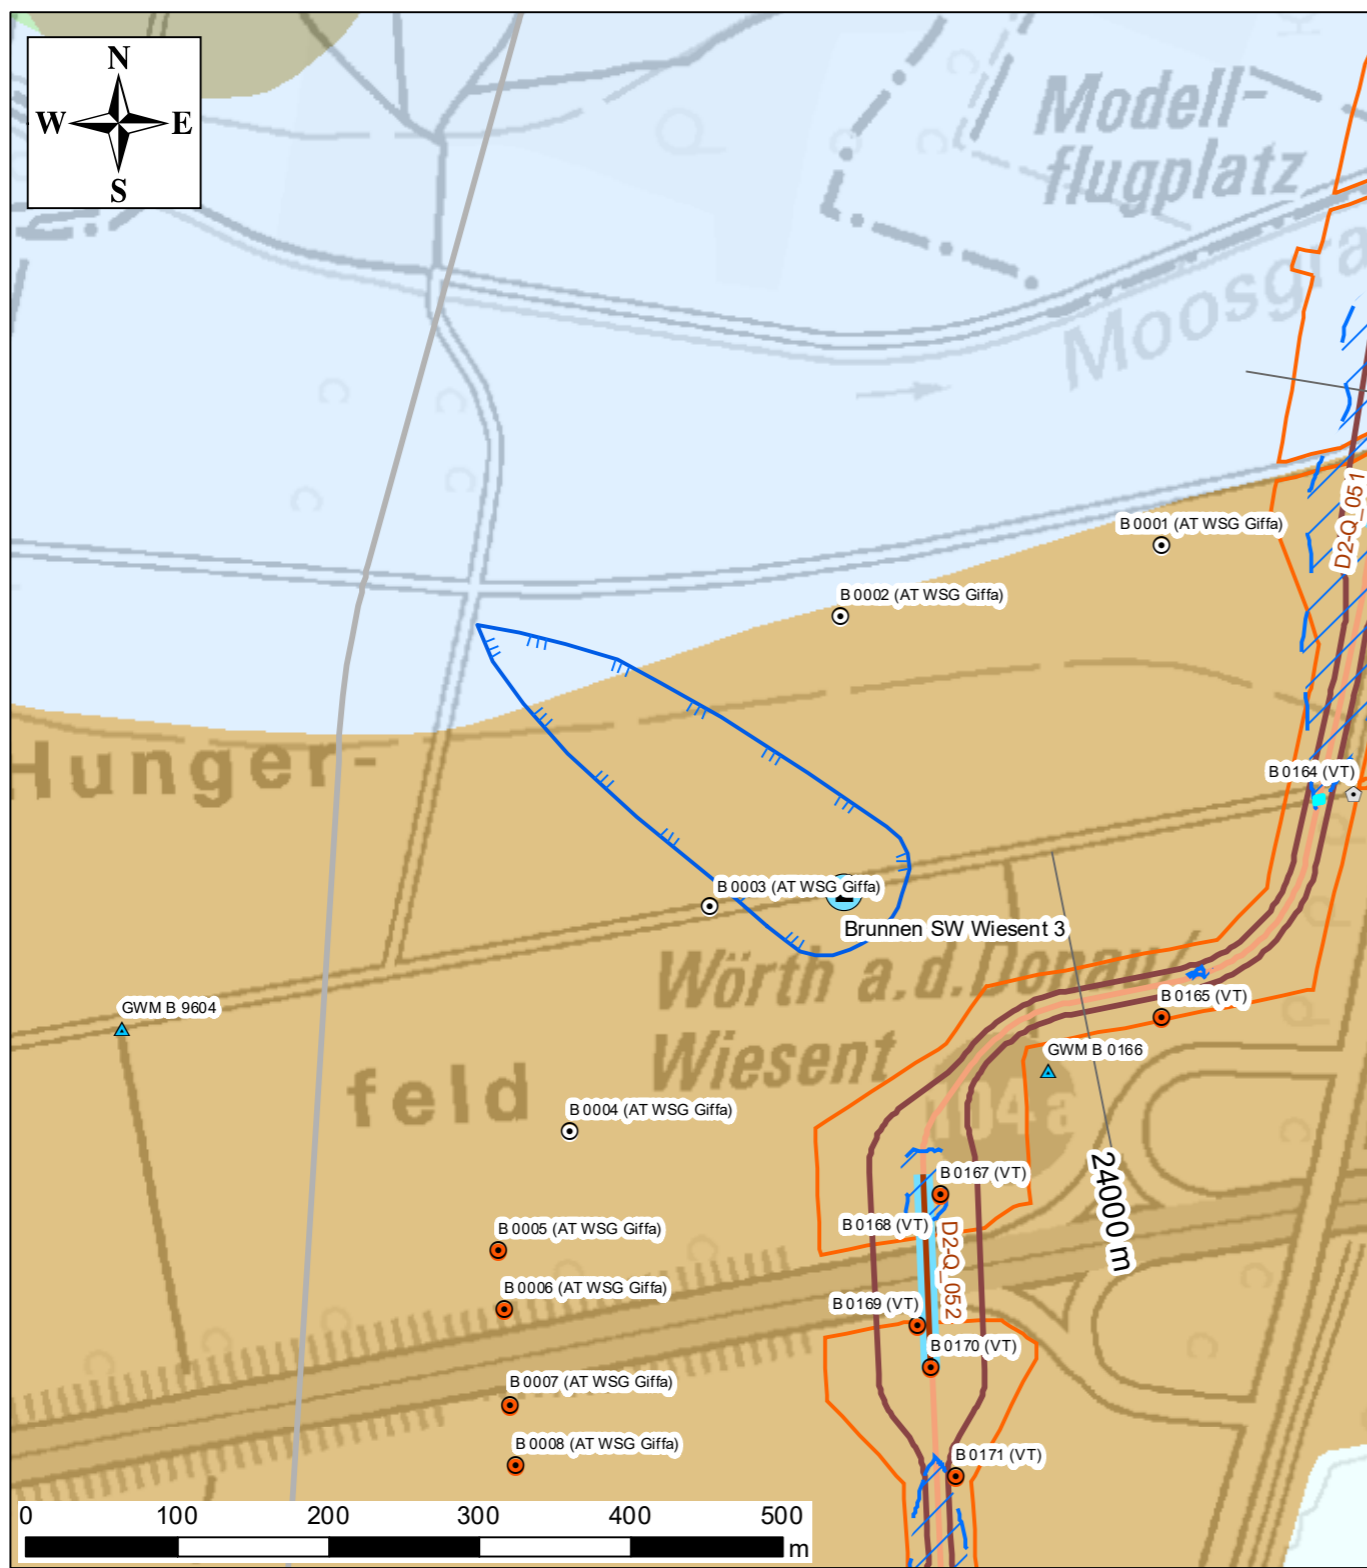 N
W E
S
Modell-
flugplatz
Moosgra
D2-Q_051
B 0001 (AT WSG Giffa)
B 0002 (AT WSG Giffa)
Hunger-
B 0164 (VT)
B 0003 (AT WSG Giffa)
Brunnen SW Wiesent 3
Wörth a.d.Donau/
Wiesent
B 0165 (VT)
GWM B 9604
GWM B 0166
feld
104a
B 0004 (AT WSG Giffa)
24000 m
B 0167 (VT)
B 0168 (VT)
D2-Q_052
B 0005 (AT WSG Giffa)
B 0006 (AT WSG Giffa)
B 0169 (VT)
B 0170 (VT)
B 0007 (AT WSG Giffa)
B 0008 (AT WSG Giffa)
B 0171 (VT)
0 100 200 300 400 500
m